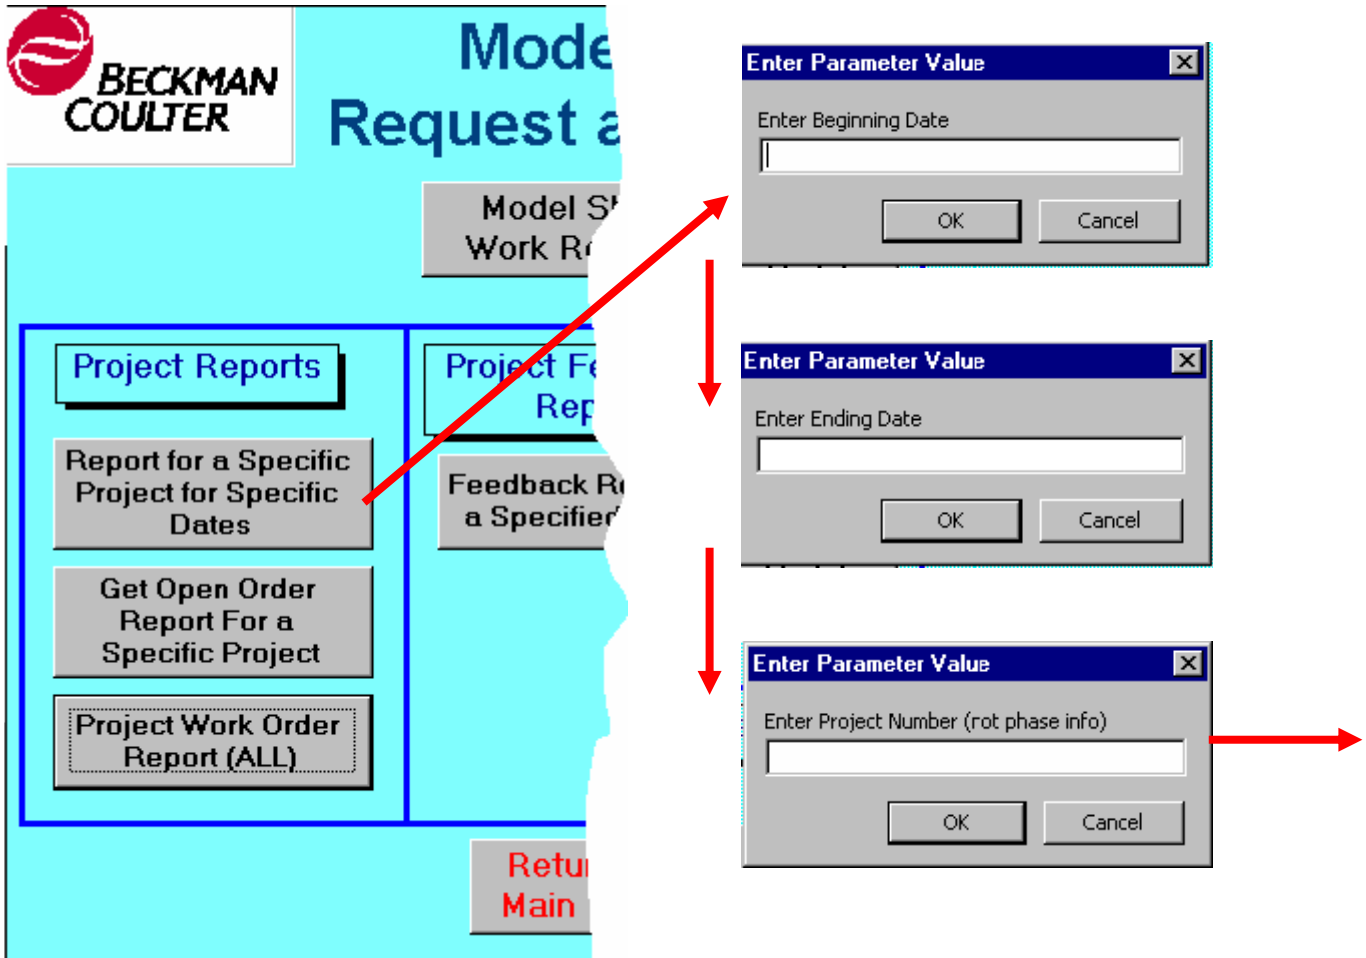 BECKMAN
COULTER
Mode
Request a
Model S
Work Re
Project Reports
Report for a Specific
Project for Specific
Dates
Get Open Order
Report For a
Specific Project
Project Work Order
Report (ALL)
Project Fe
Rep
Feedback Re
a Specified
Retu
Main
Enter Parameter Value
Enter Beginning Date
OK Cancel
Enter Parameter Value
Enter Ending Date
OK Cancel
Enter Parameter Value
Enter Project Number (rot phase info)
OK Cancel